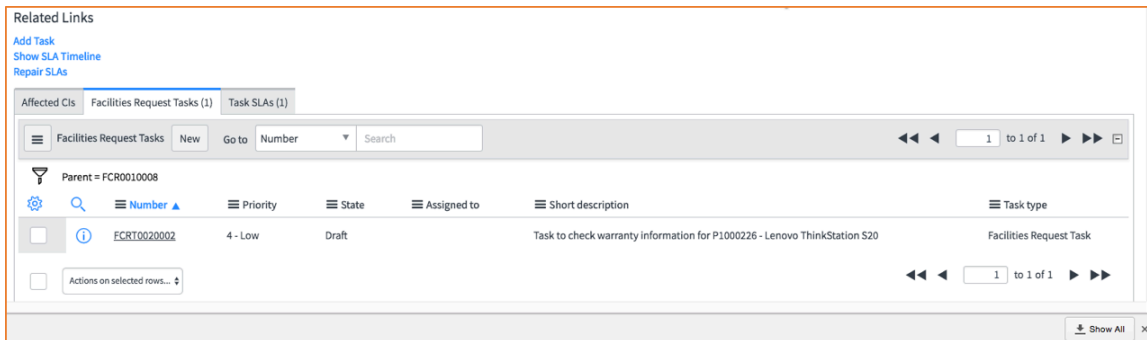 Related Links
Add Task
Show SLA Timeline
Repair SLAs
Affected CIs Facilities Request Tasks (1) Task SLAs (1)
Facilities Request Tasks New Go to Number Search 1 to 1 of 1
Parent = FCR0010008
Number Priority State Assigned to Short description Task type
FCRT0020002 4 - Low Draft Task to check warranty information for P1000226 - Lenovo ThinkStation S20 Facilities Request Task
Actions on selected rows... 1 to 1 of 1
Show All